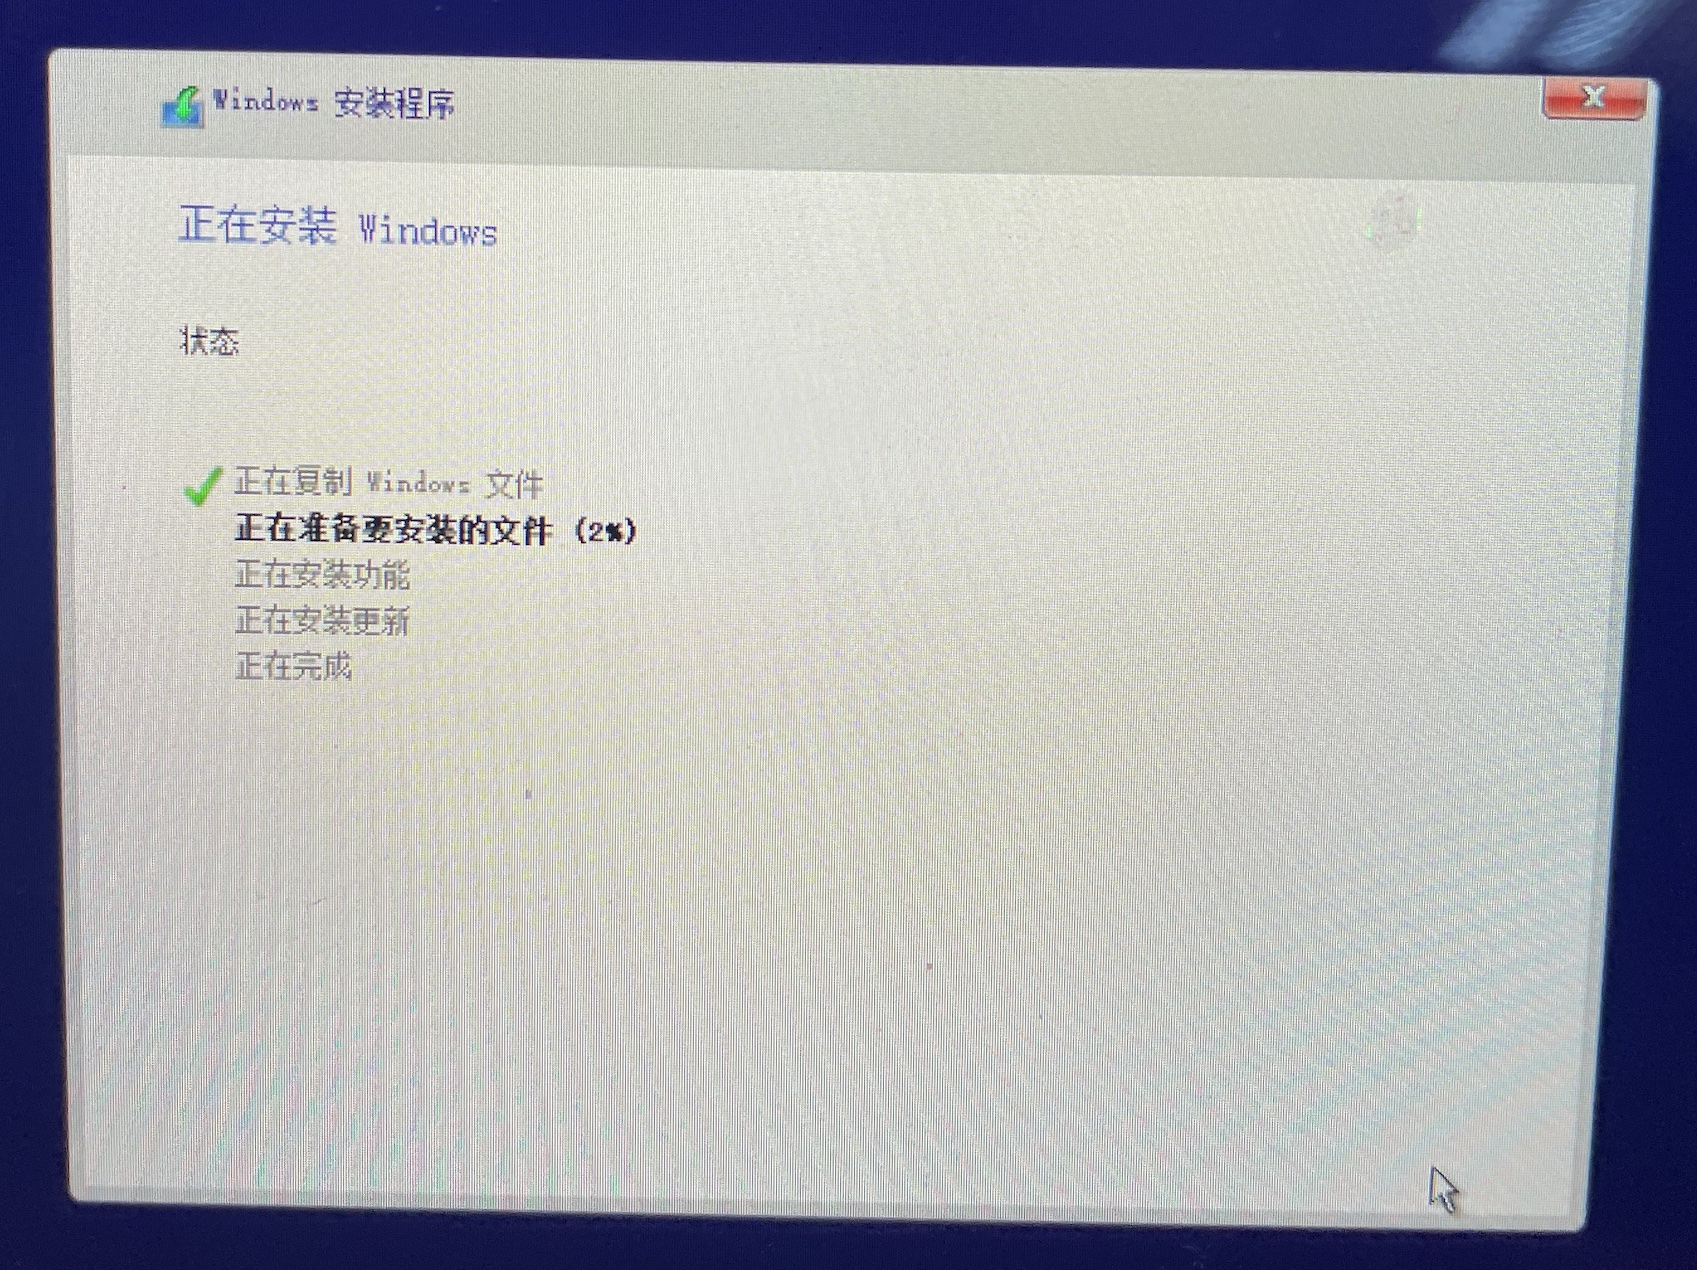 Windows 安装程序
正在安装 Windows
状态
正在复制 Windows 文件
正在准备要安装的文件 (2%)
正在安装功能
正在安装更新
正在完成